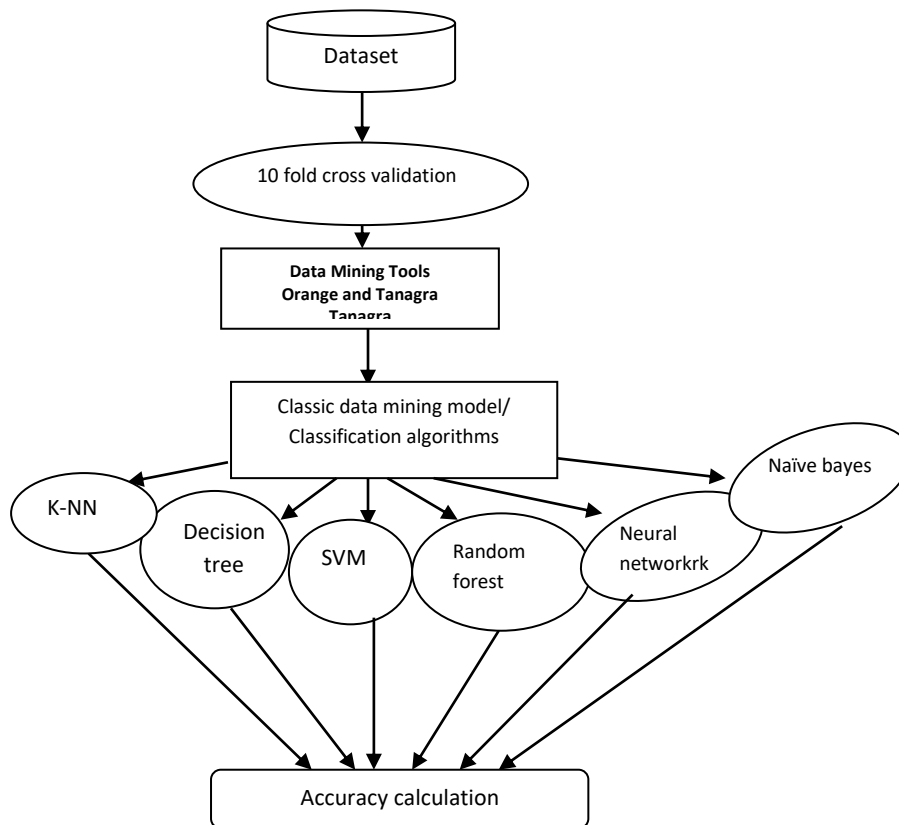 Dataset
10 fold cross validation
Data Mining Tools
Orange and Tanagra
Tanagra
Classic data mining model/
Classification algorithms
K-NN
Decision
tree
SVM
Random
forest
Neural
networkrk
Naïve bayes
Accuracy calculation